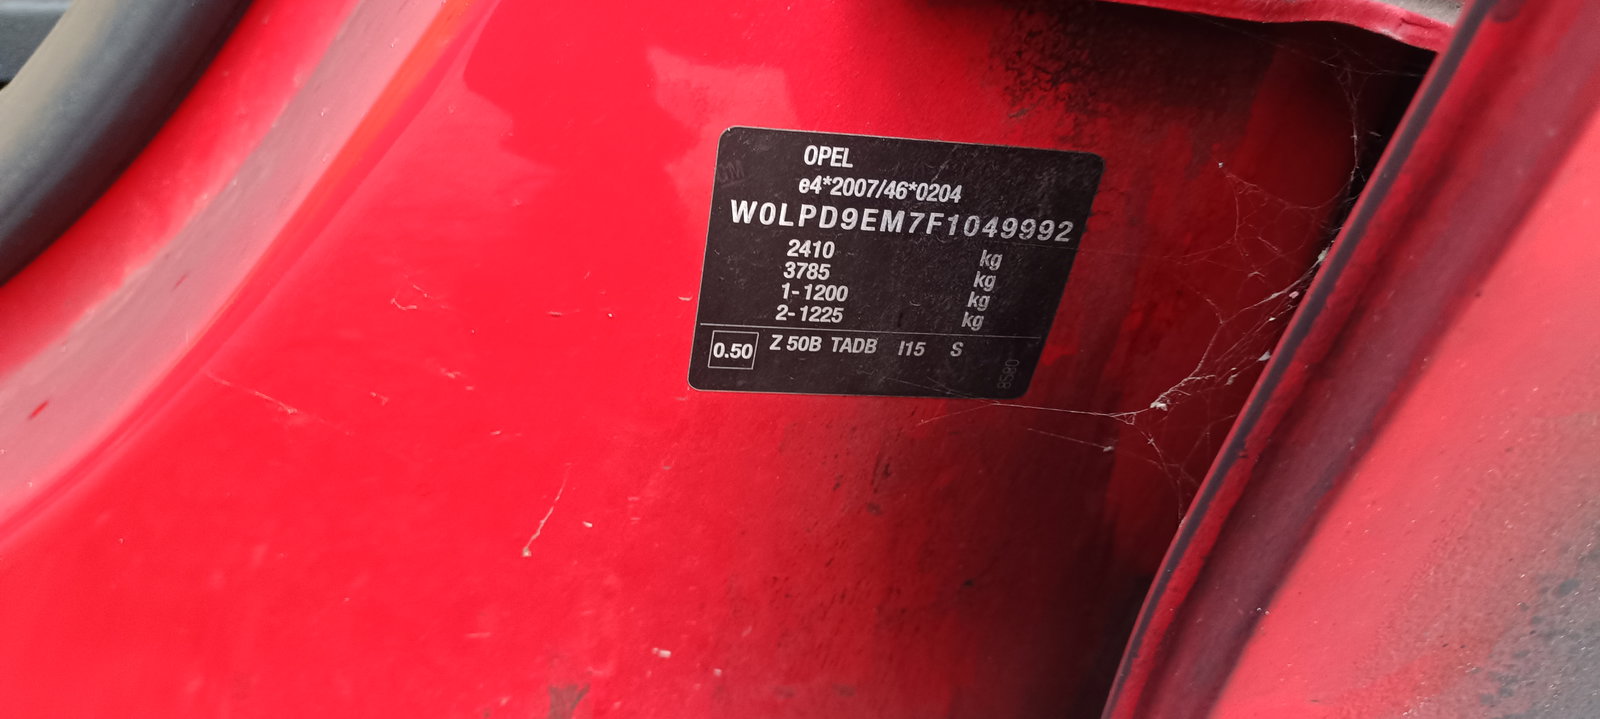 OPEL
e4*2007/46*0204
W0LPD9EM7F1049992
2410 kg
3785 kg
1-1200 kg
2-1225 kg
0.50 Z 50B TADB I15 S
8S80